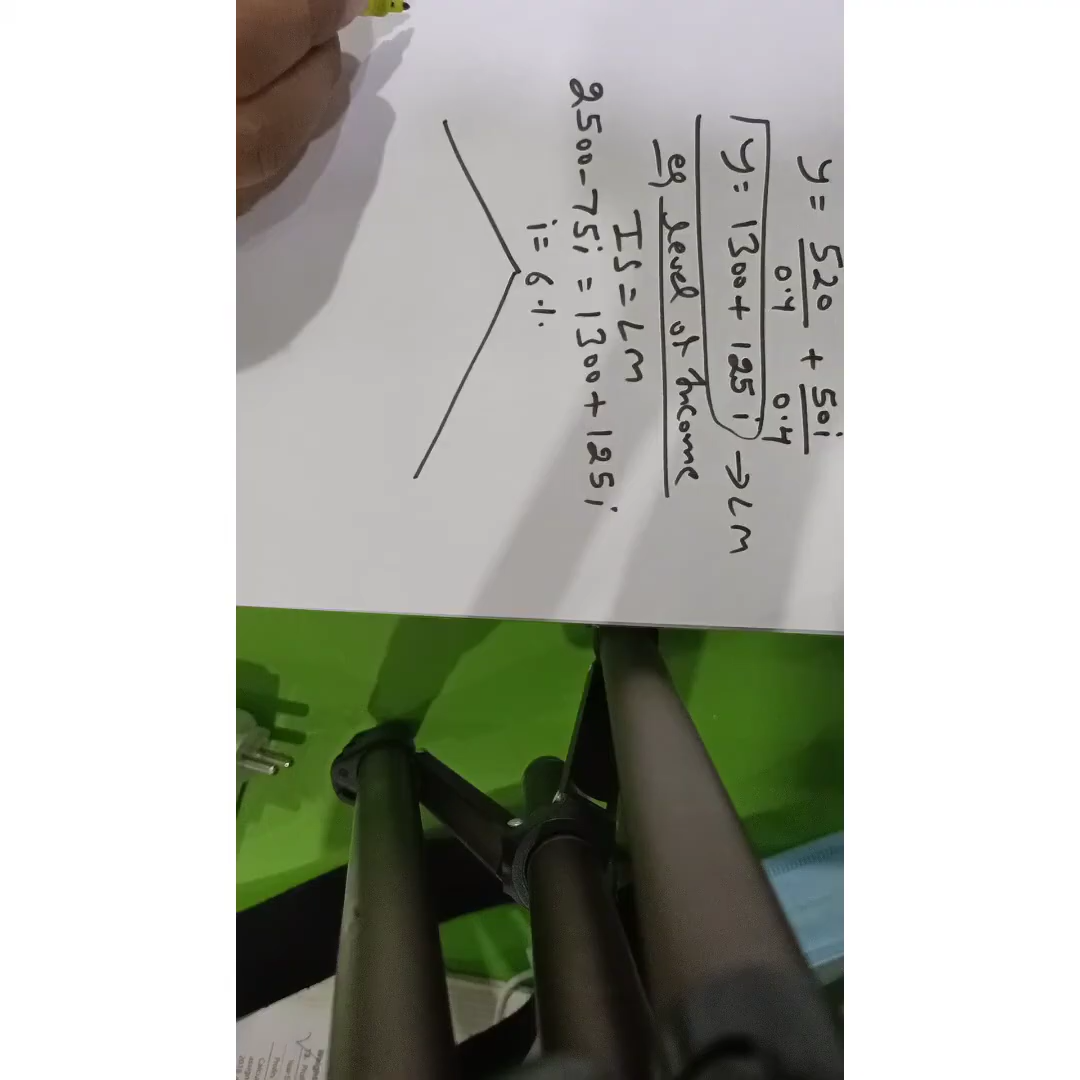 y = 520/0.4 + 50i/0.4
y = 1300 + 125i → LM
eq level of Income
IS = LM
2500 - 75i = 1300 + 125i
i = 6%